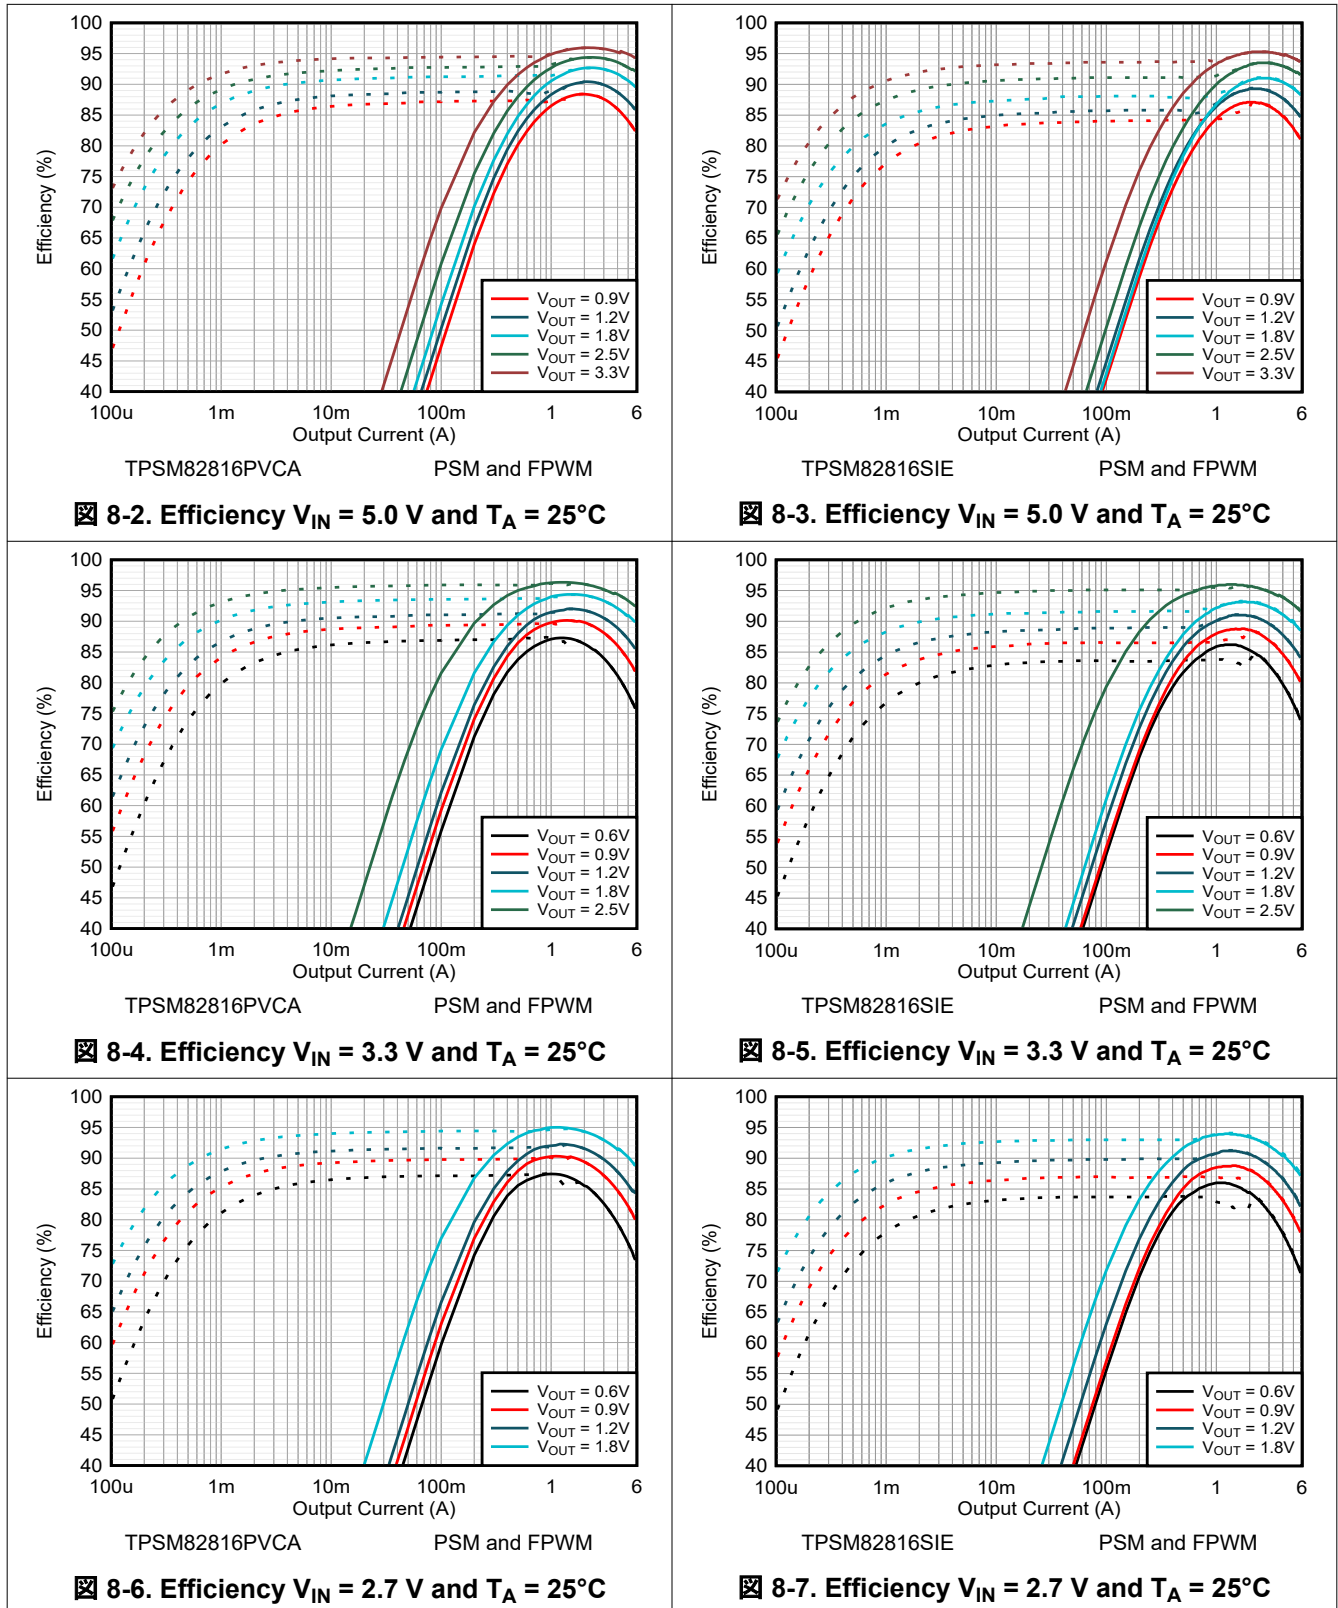 100
95
90
85
80
75
70
65
60
55
50
45
40
Efficiency (%)
VOUT = 0.9V
VOUT = 1.2V
VOUT = 1.8V
VOUT = 2.5V
VOUT = 3.3V
100u 1m 10m 100m 1 6
Output Current (A)
TPSM82816PVCA PSM and FPWM
図 8-2. Efficiency VIN = 5.0 V and TA = 25°C
100
95
90
85
80
75
70
65
60
55
50
45
40
Efficiency (%)
VOUT = 0.9V
VOUT = 1.2V
VOUT = 1.8V
VOUT = 2.5V
VOUT = 3.3V
100u 1m 10m 100m 1 6
Output Current (A)
TPSM82816SIE PSM and FPWM
図 8-3. Efficiency VIN = 5.0 V and TA = 25°C
100
95
90
85
80
75
70
65
60
55
50
45
40
Efficiency (%)
VOUT = 0.6V
VOUT = 0.9V
VOUT = 1.2V
VOUT = 1.8V
VOUT = 2.5V
100u 1m 10m 100m 1 6
Output Current (A)
TPSM82816PVCA PSM and FPWM
図 8-4. Efficiency VIN = 3.3 V and TA = 25°C
100
95
90
85
80
75
70
65
60
55
50
45
40
Efficiency (%)
VOUT = 0.6V
VOUT = 0.9V
VOUT = 1.2V
VOUT = 1.8V
VOUT = 2.5V
100u 1m 10m 100m 1 6
Output Current (A)
TPSM82816SIE PSM and FPWM
図 8-5. Efficiency VIN = 3.3 V and TA = 25°C
100
95
90
85
80
75
70
65
60
55
50
45
40
Efficiency (%)
VOUT = 0.6V
VOUT = 0.9V
VOUT = 1.2V
VOUT = 1.8V
100u 1m 10m 100m 1 6
Output Current (A)
TPSM82816PVCA PSM and FPWM
図 8-6. Efficiency VIN = 2.7 V and TA = 25°C
100
95
90
85
80
75
70
65
60
55
50
45
40
Efficiency (%)
VOUT = 0.6V
VOUT = 0.9V
VOUT = 1.2V
VOUT = 1.8V
100u 1m 10m 100m 1 6
Output Current (A)
TPSM82816SIE PSM and FPWM
図 8-7. Efficiency VIN = 2.7 V and TA = 25°C